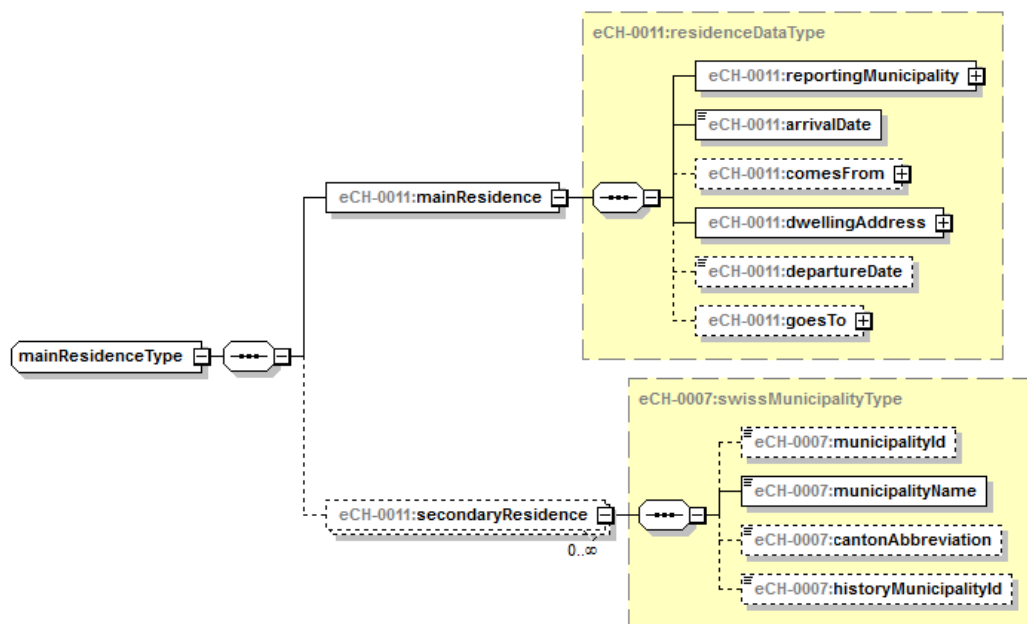 eCH-0011:residenceDataType
eCH-0011:reportingMunicipality
eCH-0011:arrivalDate
eCH-0011:comesFrom
eCH-0011:mainResidence
eCH-0011:dwellingAddress
eCH-0011:departureDate
eCH-0011:goesTo
mainResidenceType
eCH-0007:swissMunicipalityType
eCH-0007:municipalityId
eCH-0007:municipalityName
eCH-0011:secondaryResidence
0..∞
eCH-0007:cantonAbbreviation
eCH-0007:historyMunicipalityId